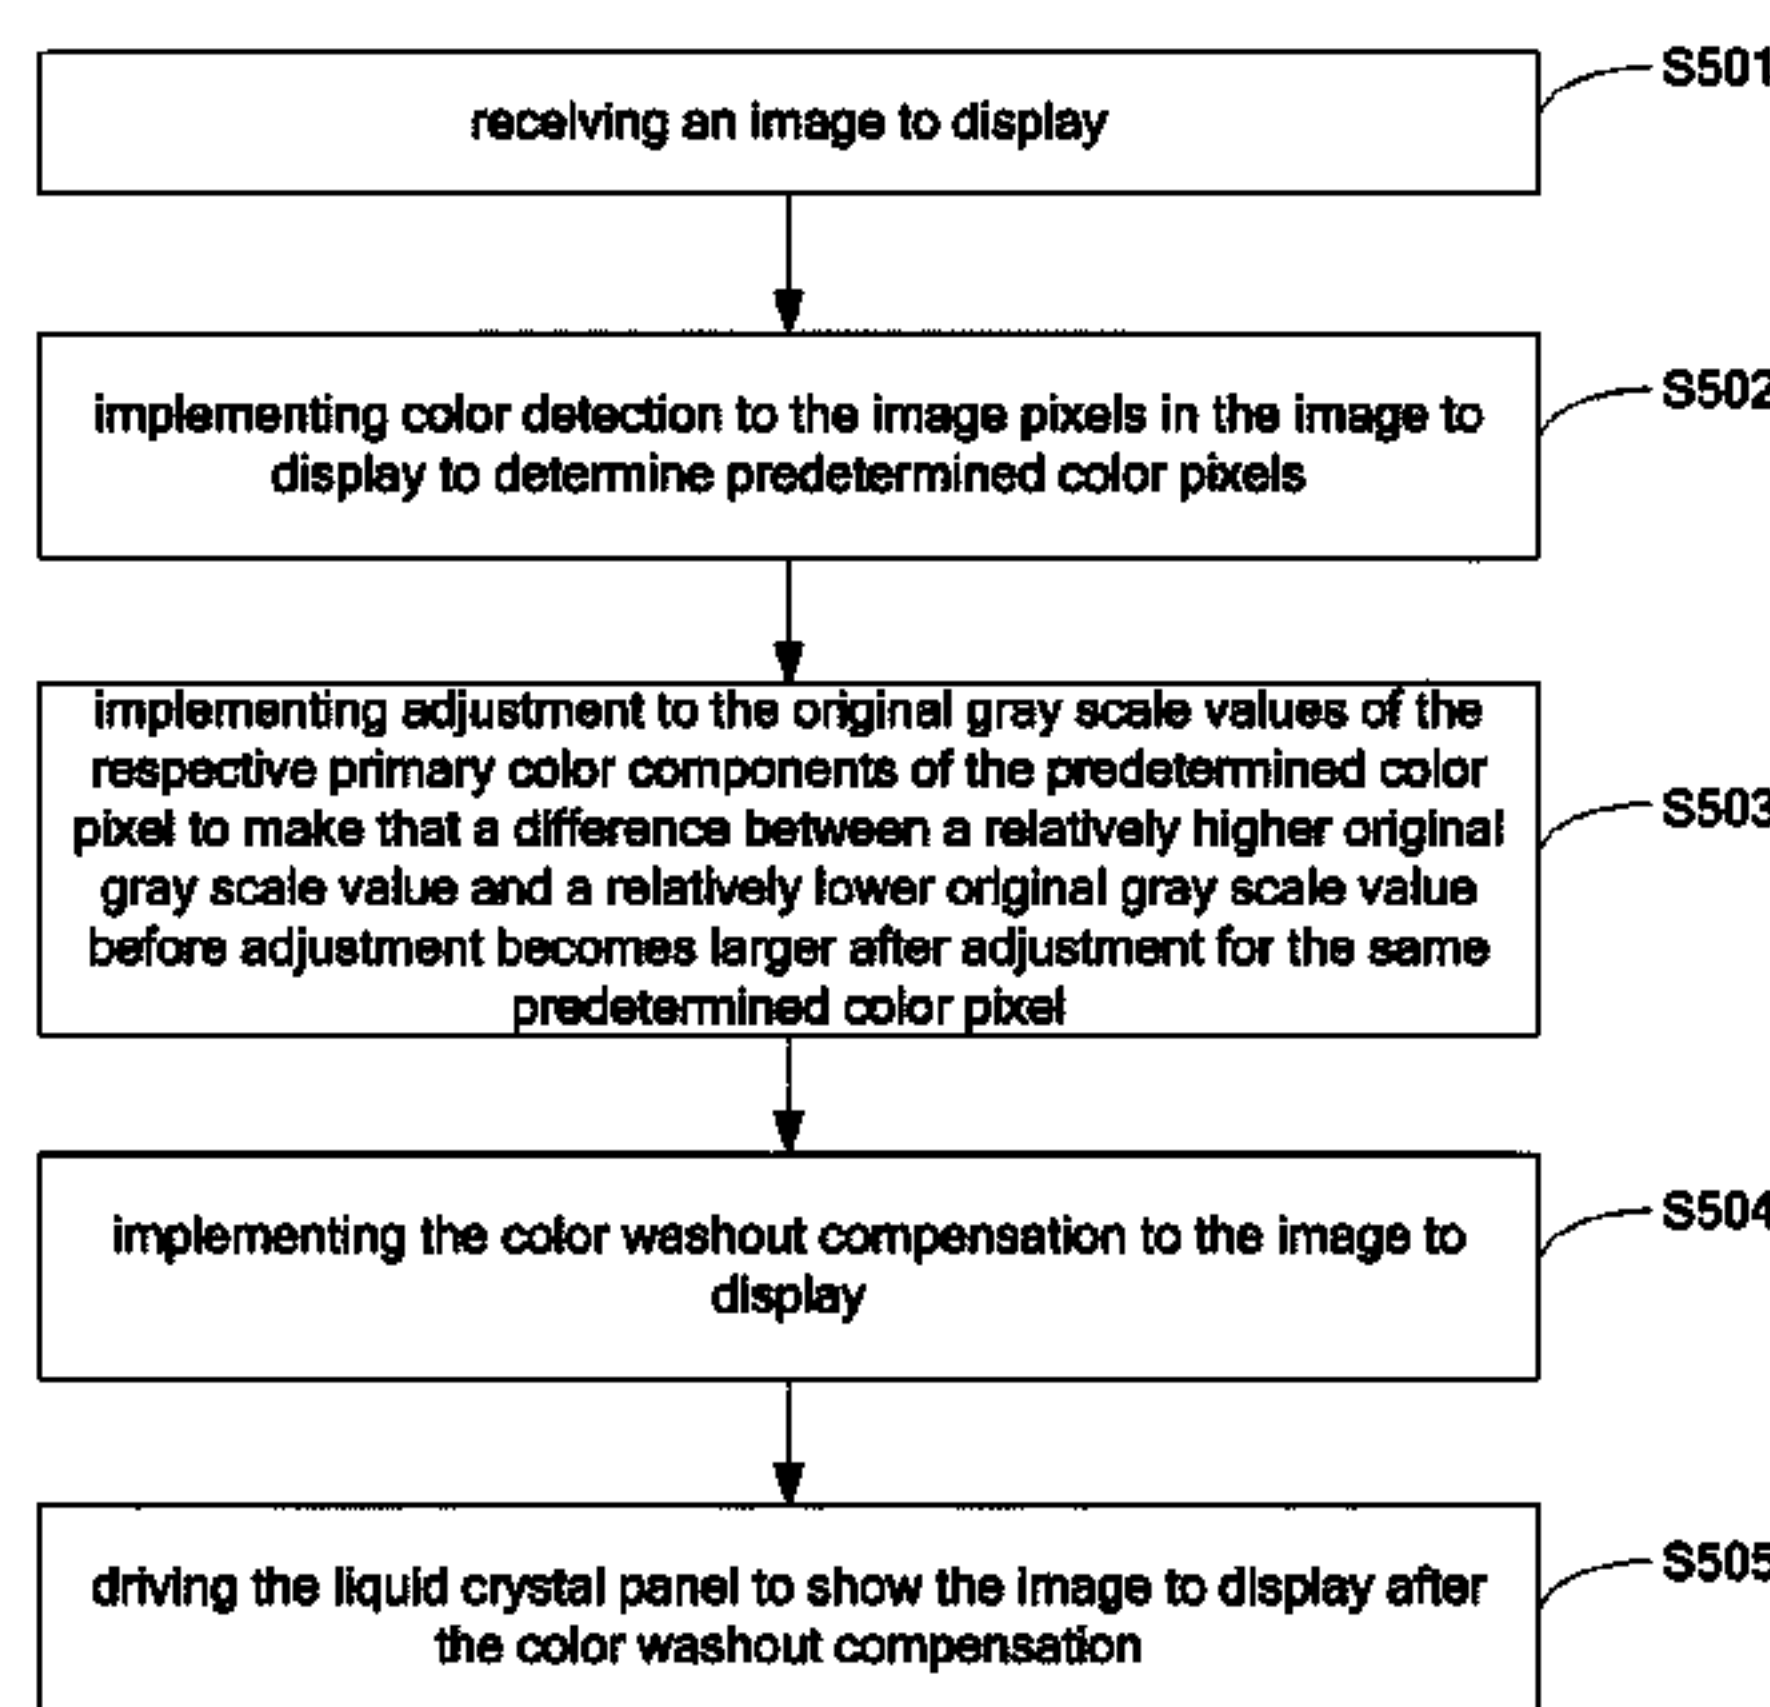 receiving an image to display
S501
implementing color detection to the image pixels in the image to
display to determine predetermined color pixels
S502
implementing adjustment to the original gray scale values of the
respective primary color components of the predetermined color
pixel to make that a difference between a relatively higher original
gray scale value and a relatively lower original gray scale value
before adjustment becomes larger after adjustment for the same
predetermined color pixel
S503
implementing the color washout compensation to the image to
display
S504
driving the liquid crystal panel to show the image to display after
the color washout compensation
S505